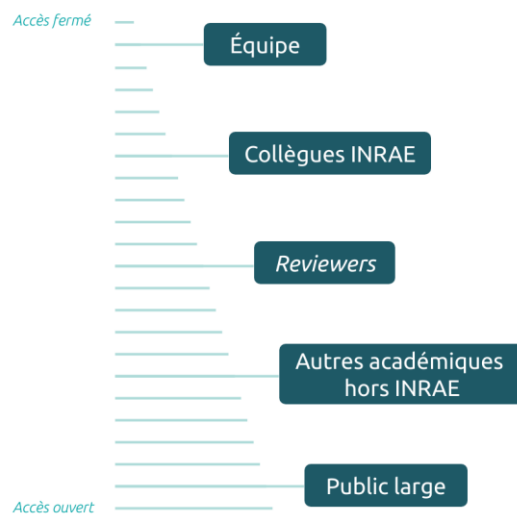 Accès fermé
Équipe
Collègues INRAE
Reviewers
Autres académiques
hors INRAE
Public large
Accès ouvert